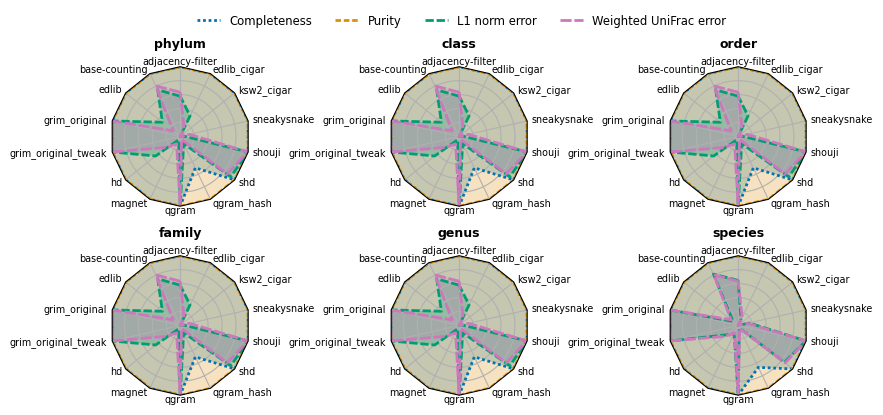 Completeness Purity L1 norm error Weighted UniFrac error
phylum
adjacency-filter
edlib_cigar
ksw2_cigar
sneakysnake
shouji
shd
qgram_hash
qgram
magnet
hd
grim_original_tweak
grim_original
edlib
base-counting
class
adjacency-filter
edlib_cigar
ksw2_cigar
sneakysnake
shouji
shd
qgram_hash
qgram
magnet
hd
grim_original_tweak
grim_original
edlib
base-counting
order
adjacency-filter
edlib_cigar
ksw2_cigar
sneakysnake
shouji
shd
qgram_hash
qgram
magnet
hd
grim_original_tweak
grim_original
edlib
base-counting
family
adjacency-filter
edlib_cigar
ksw2_cigar
sneakysnake
shouji
shd
qgram_hash
qgram
magnet
hd
grim_original_tweak
grim_original
edlib
base-counting
genus
adjacency-filter
edlib_cigar
ksw2_cigar
sneakysnake
shouji
shd
qgram_hash
qgram
magnet
hd
grim_original_tweak
grim_original
edlib
base-counting
species
adjacency-filter
edlib_cigar
ksw2_cigar
sneakysnake
shouji
shd
qgram_hash
qgram
magnet
hd
grim_original_tweak
grim_original
edlib
base-counting